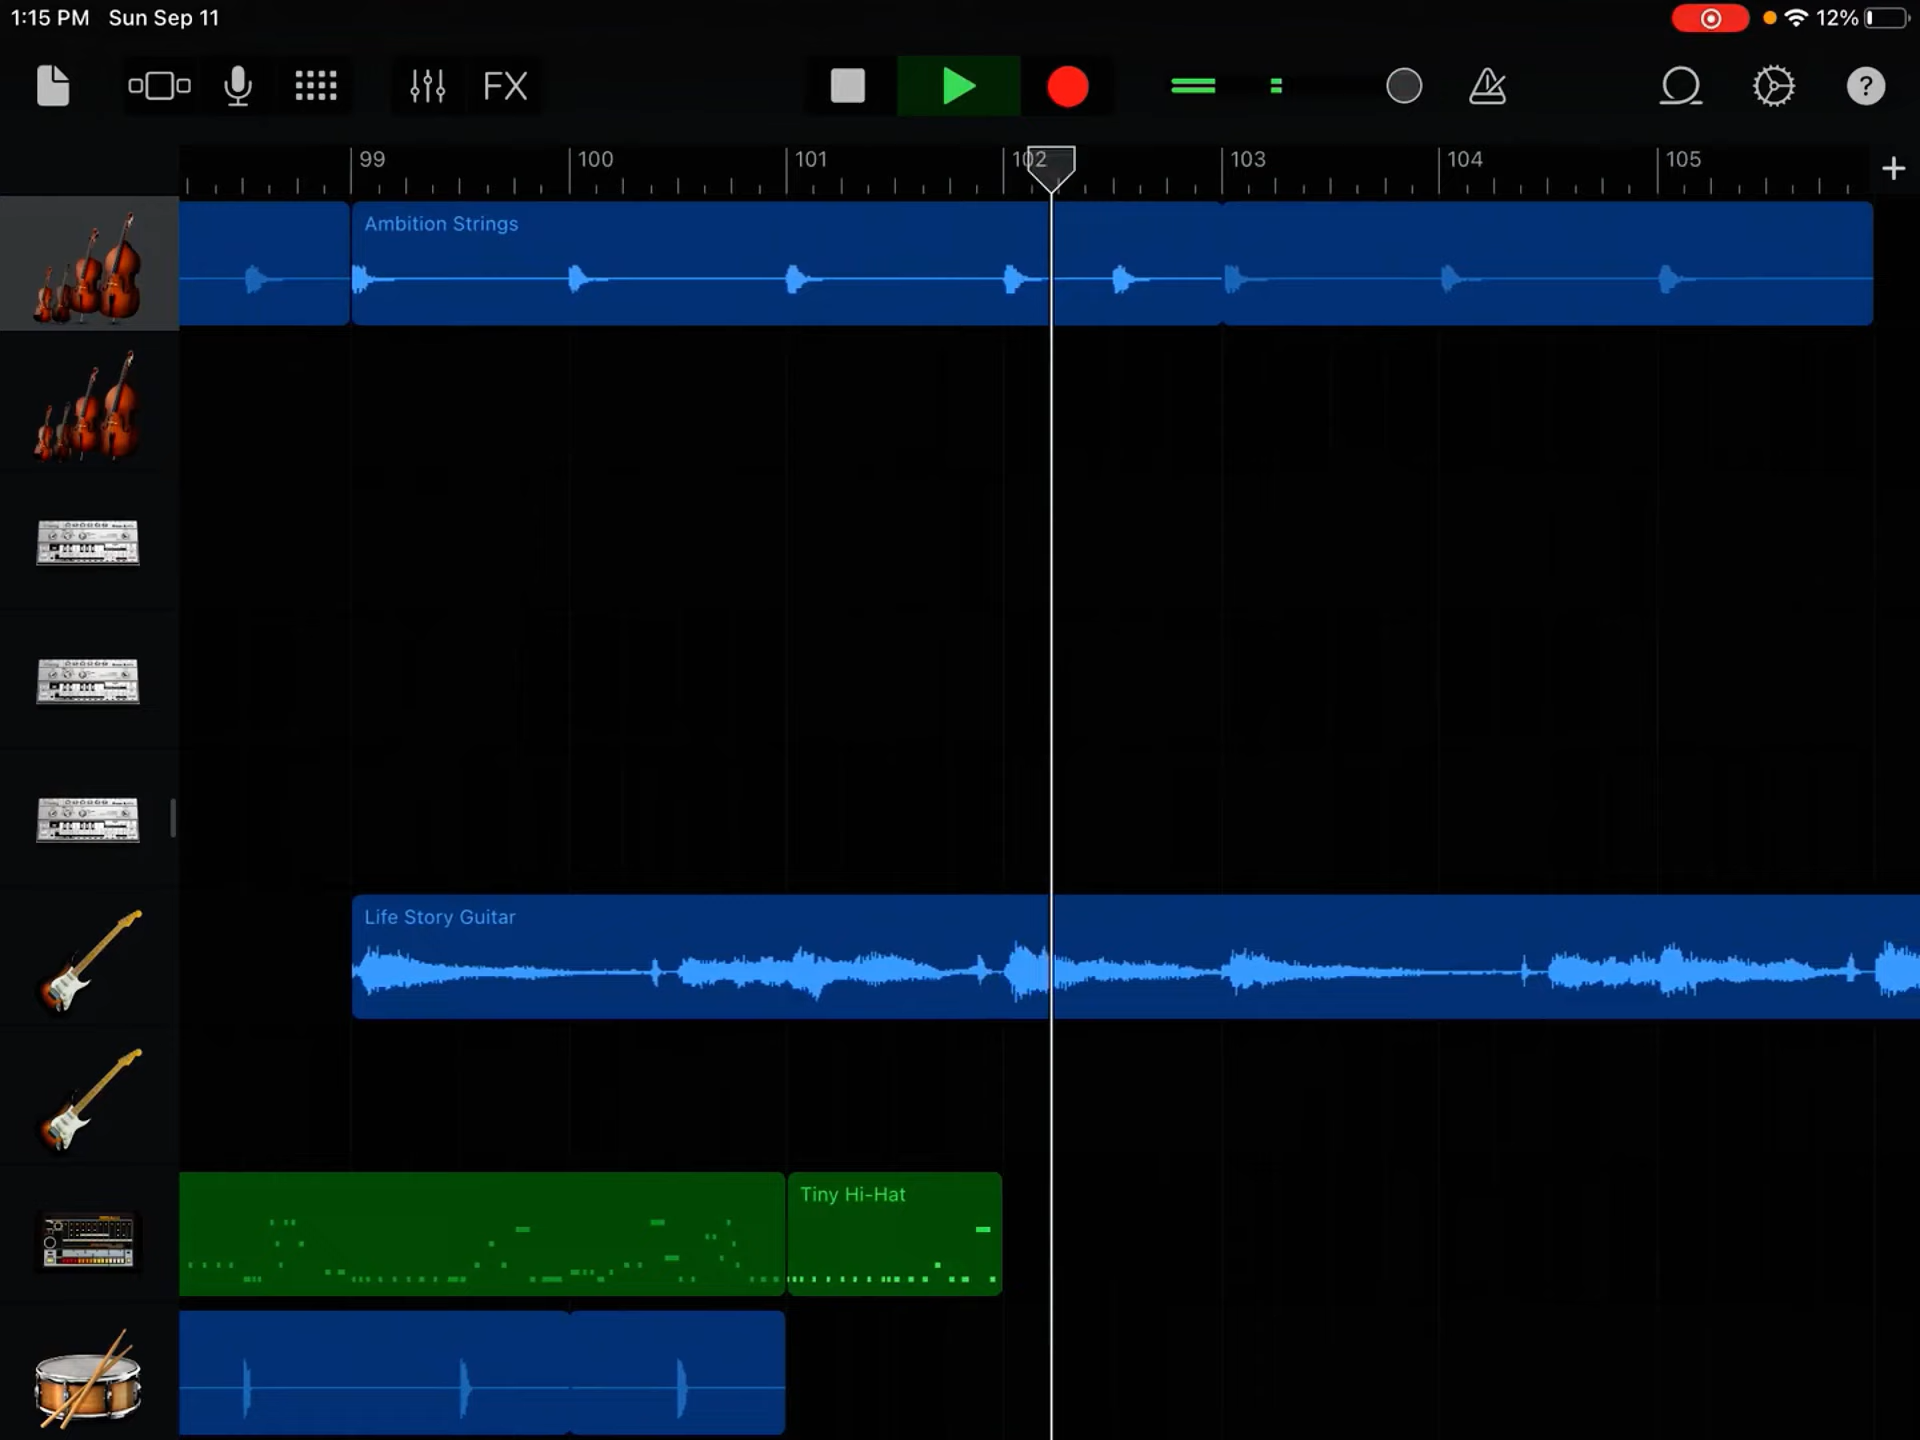 1:15 PM Sun Sep 11
12%
FX
?
99 100 101 102 103 104 105
Ambition Strings
Life Story Guitar
Tiny Hi-Hat